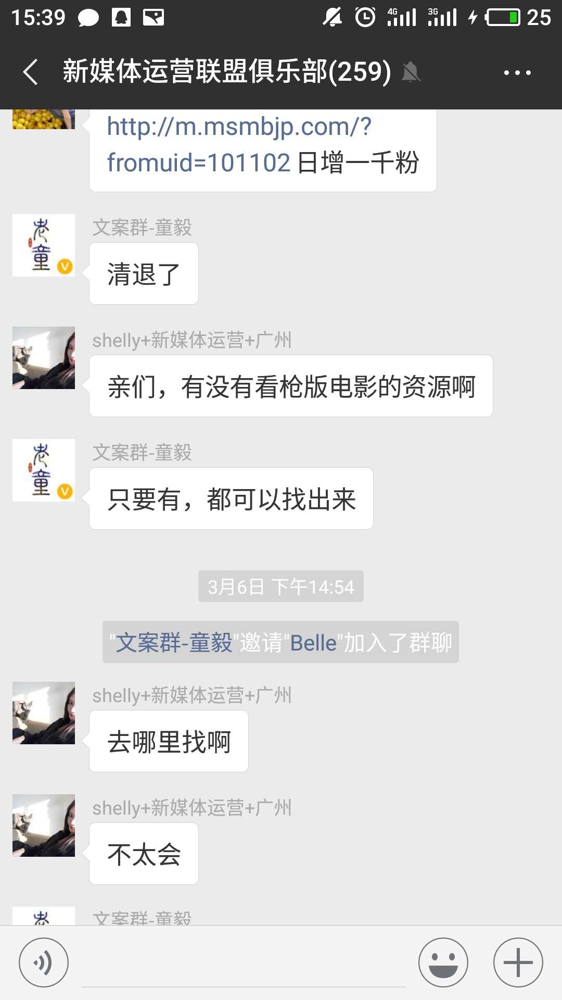 15:39
4G
3G
25
新媒体运营联盟俱乐部(259)
http://m.msmbjp.com/?
fromuid=101102 日增一千粉
老童
V
文案群-童毅
清退了
shelly+新媒体运营+广州
亲们，有没有看枪版电影的资源啊
老童
V
文案群-童毅
只要有，都可以找出来
3月6日 下午14:54
"文案群-童毅"邀请"Belle"加入了群聊
shelly+新媒体运营+广州
去哪里找啊
shelly+新媒体运营+广州
不太会
老
文案群-童毅